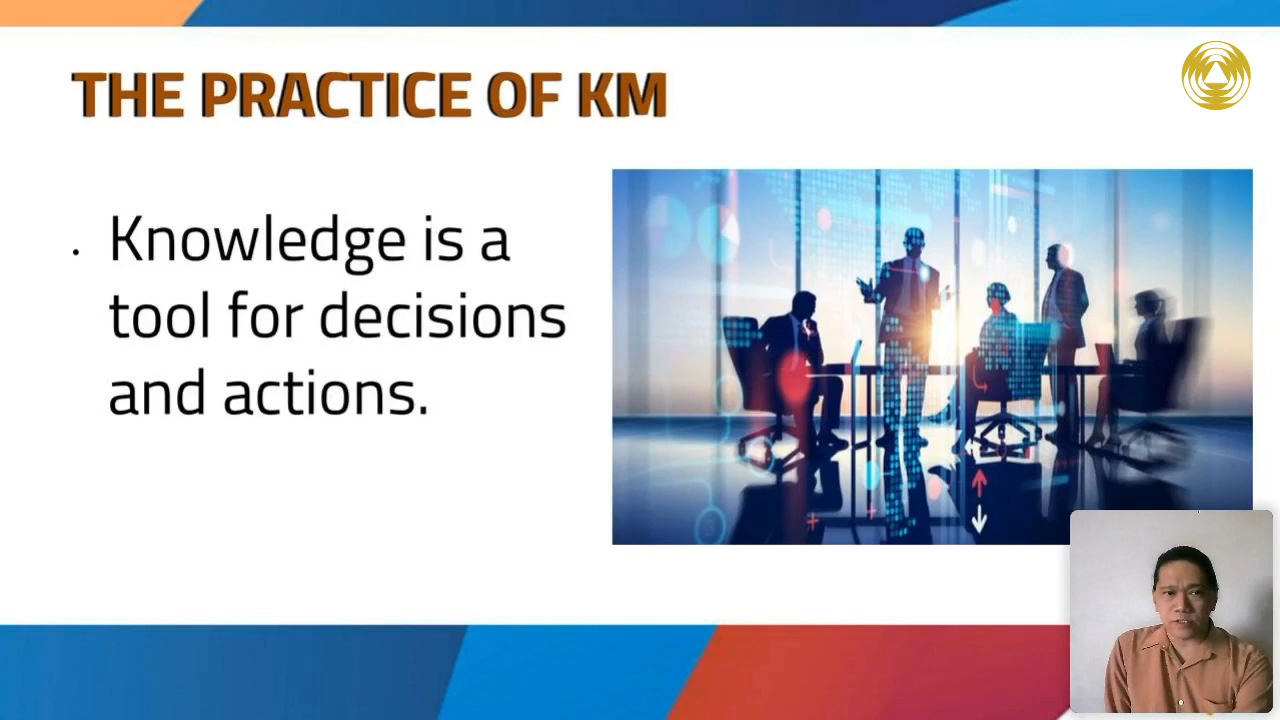 THE PRACTICE OF KM
• Knowledge is a
tool for decisions
and actions.